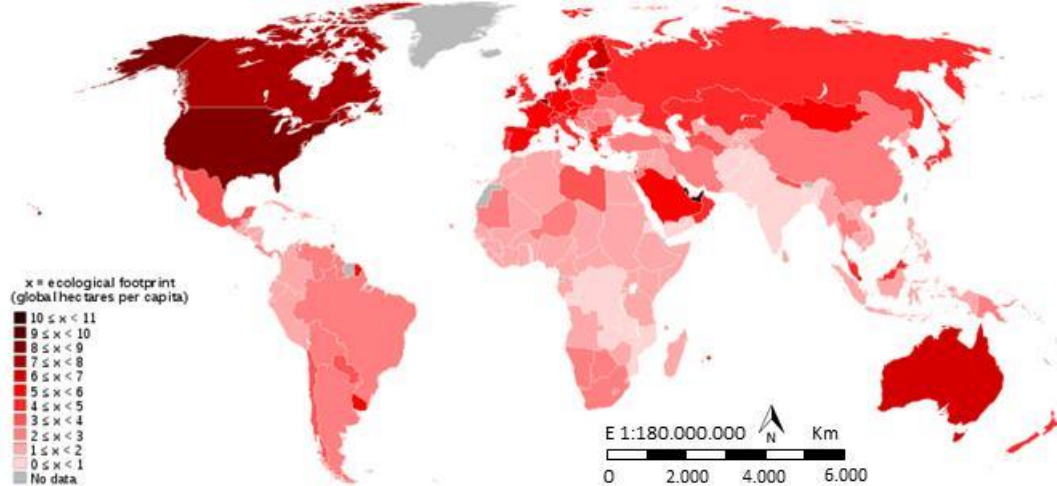 x = ecological footprint
(global hectares per capita)
10 ≤ x < 11
9 ≤ x < 10
8 ≤ x < 9
7 ≤ x < 8
6 ≤ x < 7
5 ≤ x < 6
4 ≤ x < 5
3 ≤ x < 4
2 ≤ x < 3
1 ≤ x < 2
0 ≤ x < 1
No data
E 1:180.000.000 N Km
0 2.000 4.000 6.000